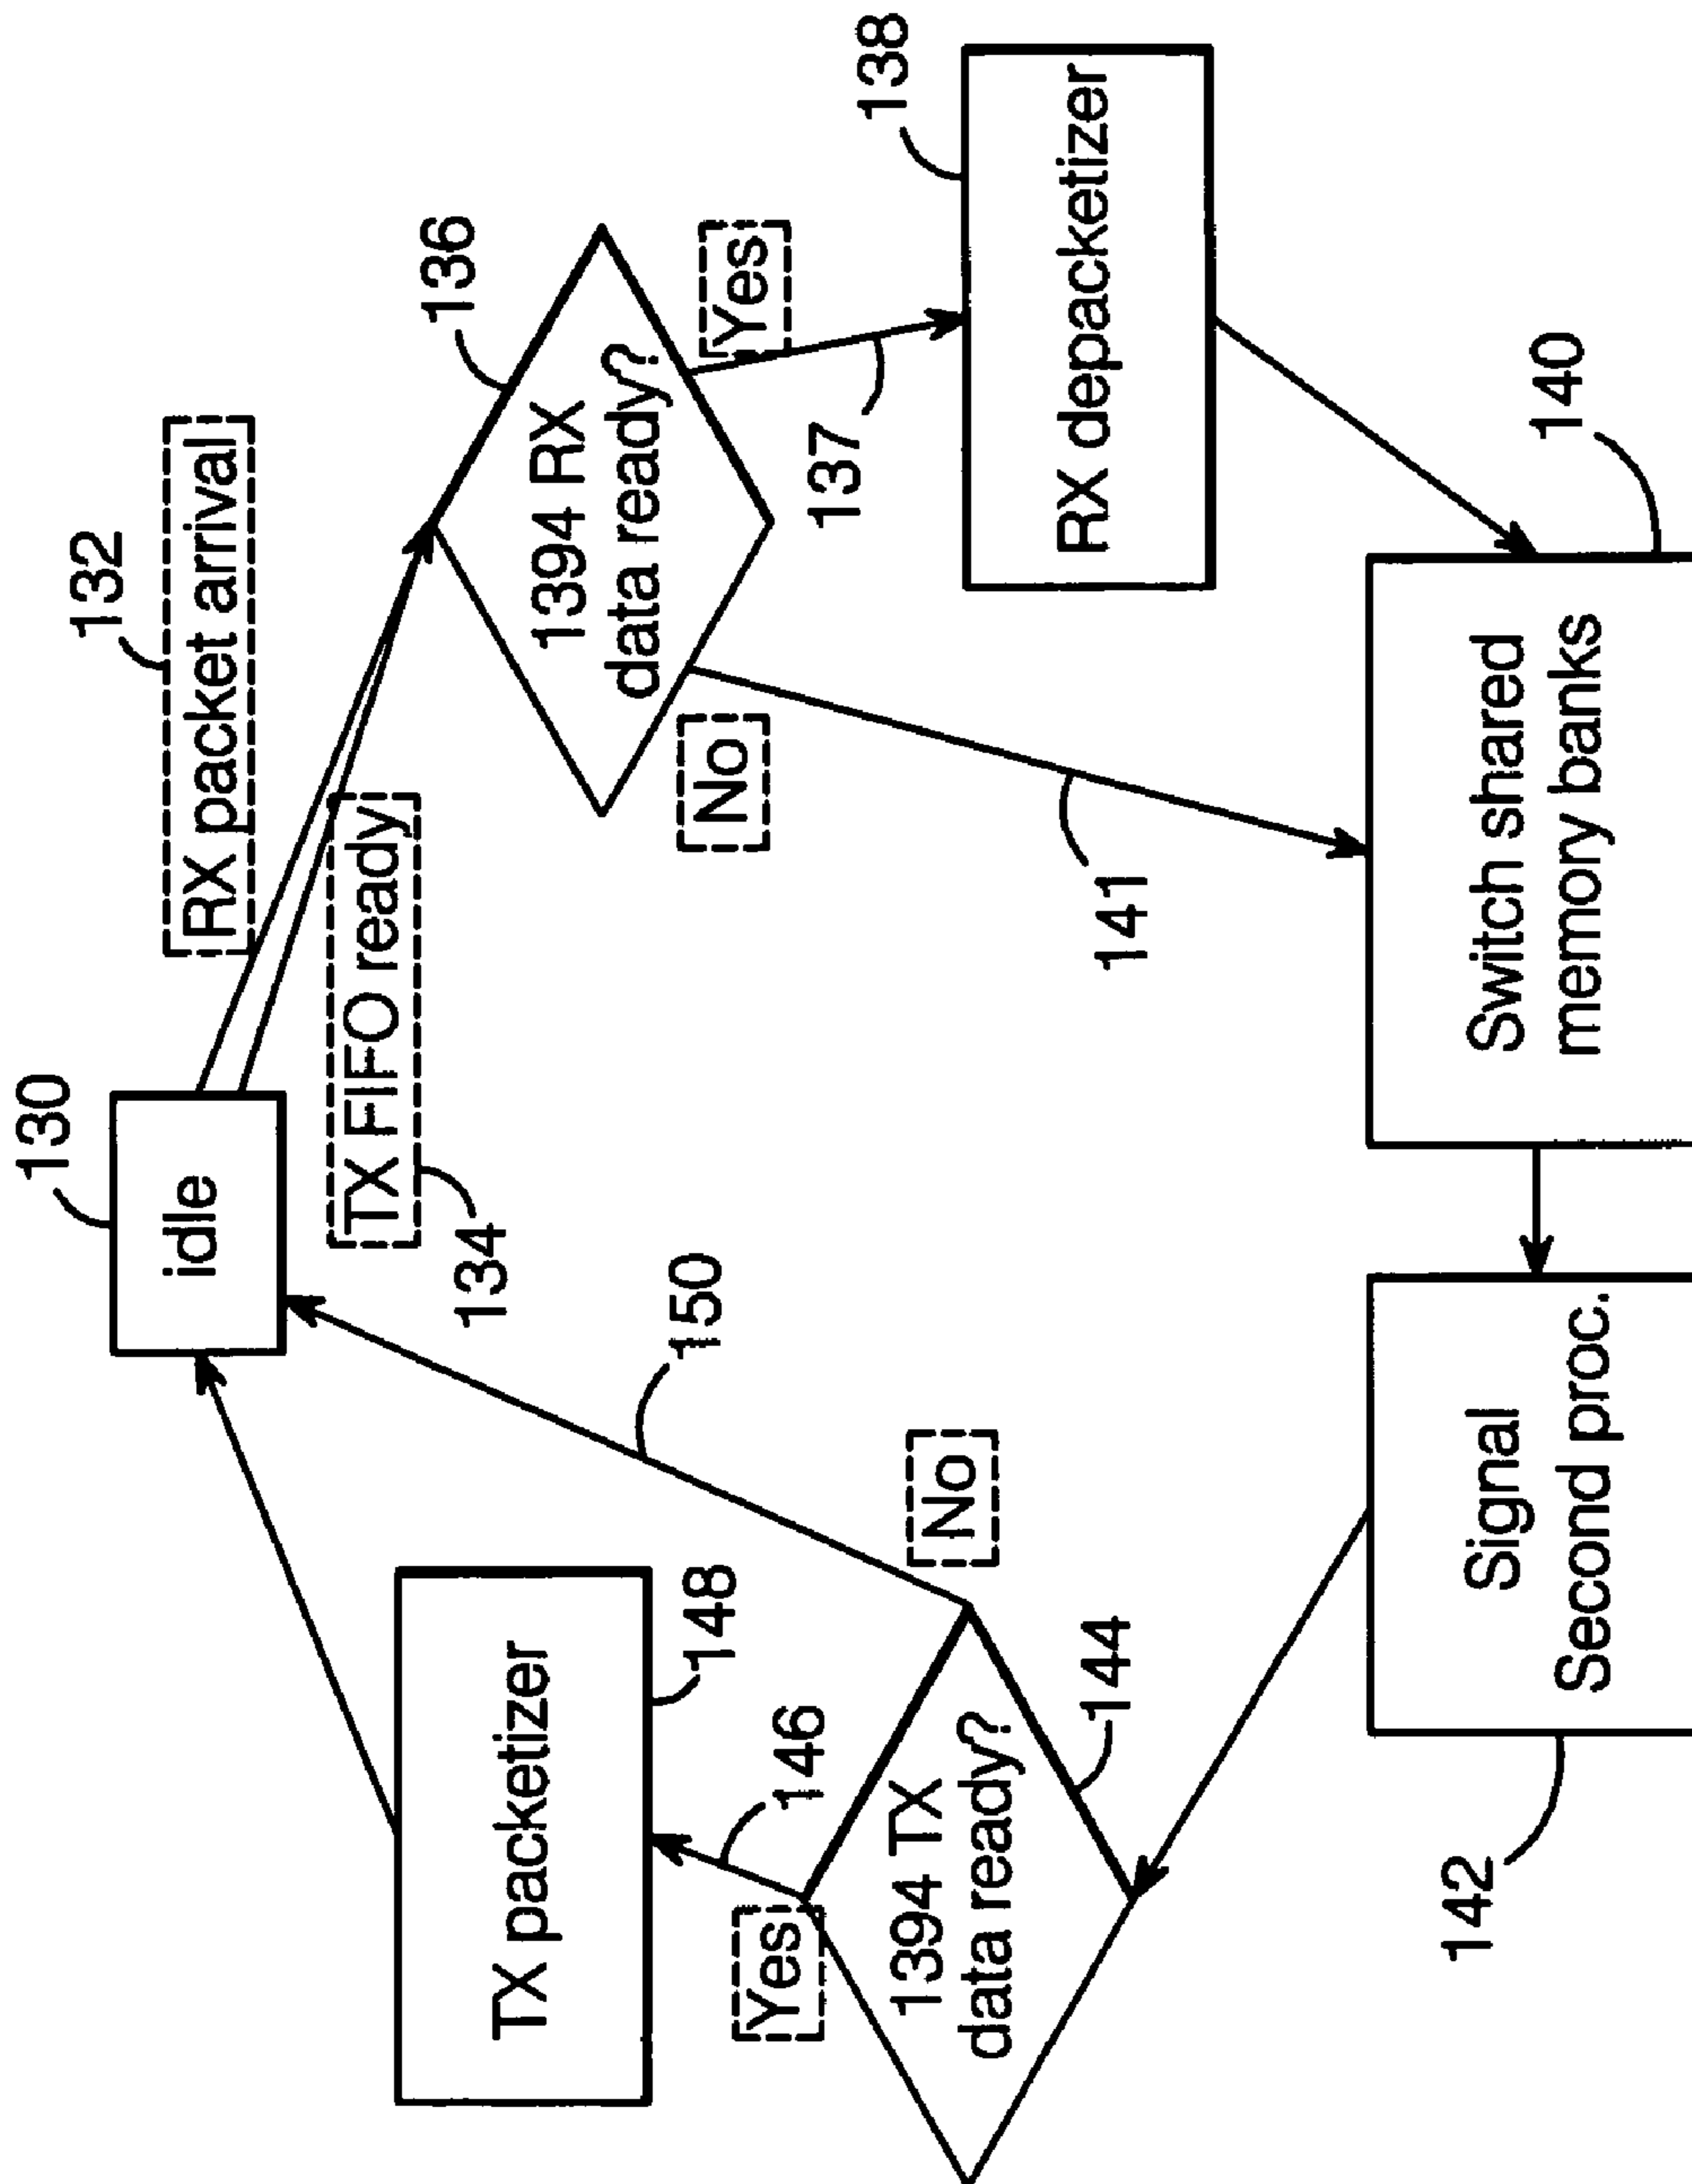 130
idle
132
RX packet arrival
TX FIFO ready
134
136
1394 RX
data ready?
Yes
137
No
141
138
RX depacketizer
140
Switch shared
memory banks
Signal
Second proc.
142
1394 TX
data ready?
144
Yes
146
No
150
TX packetizer
148